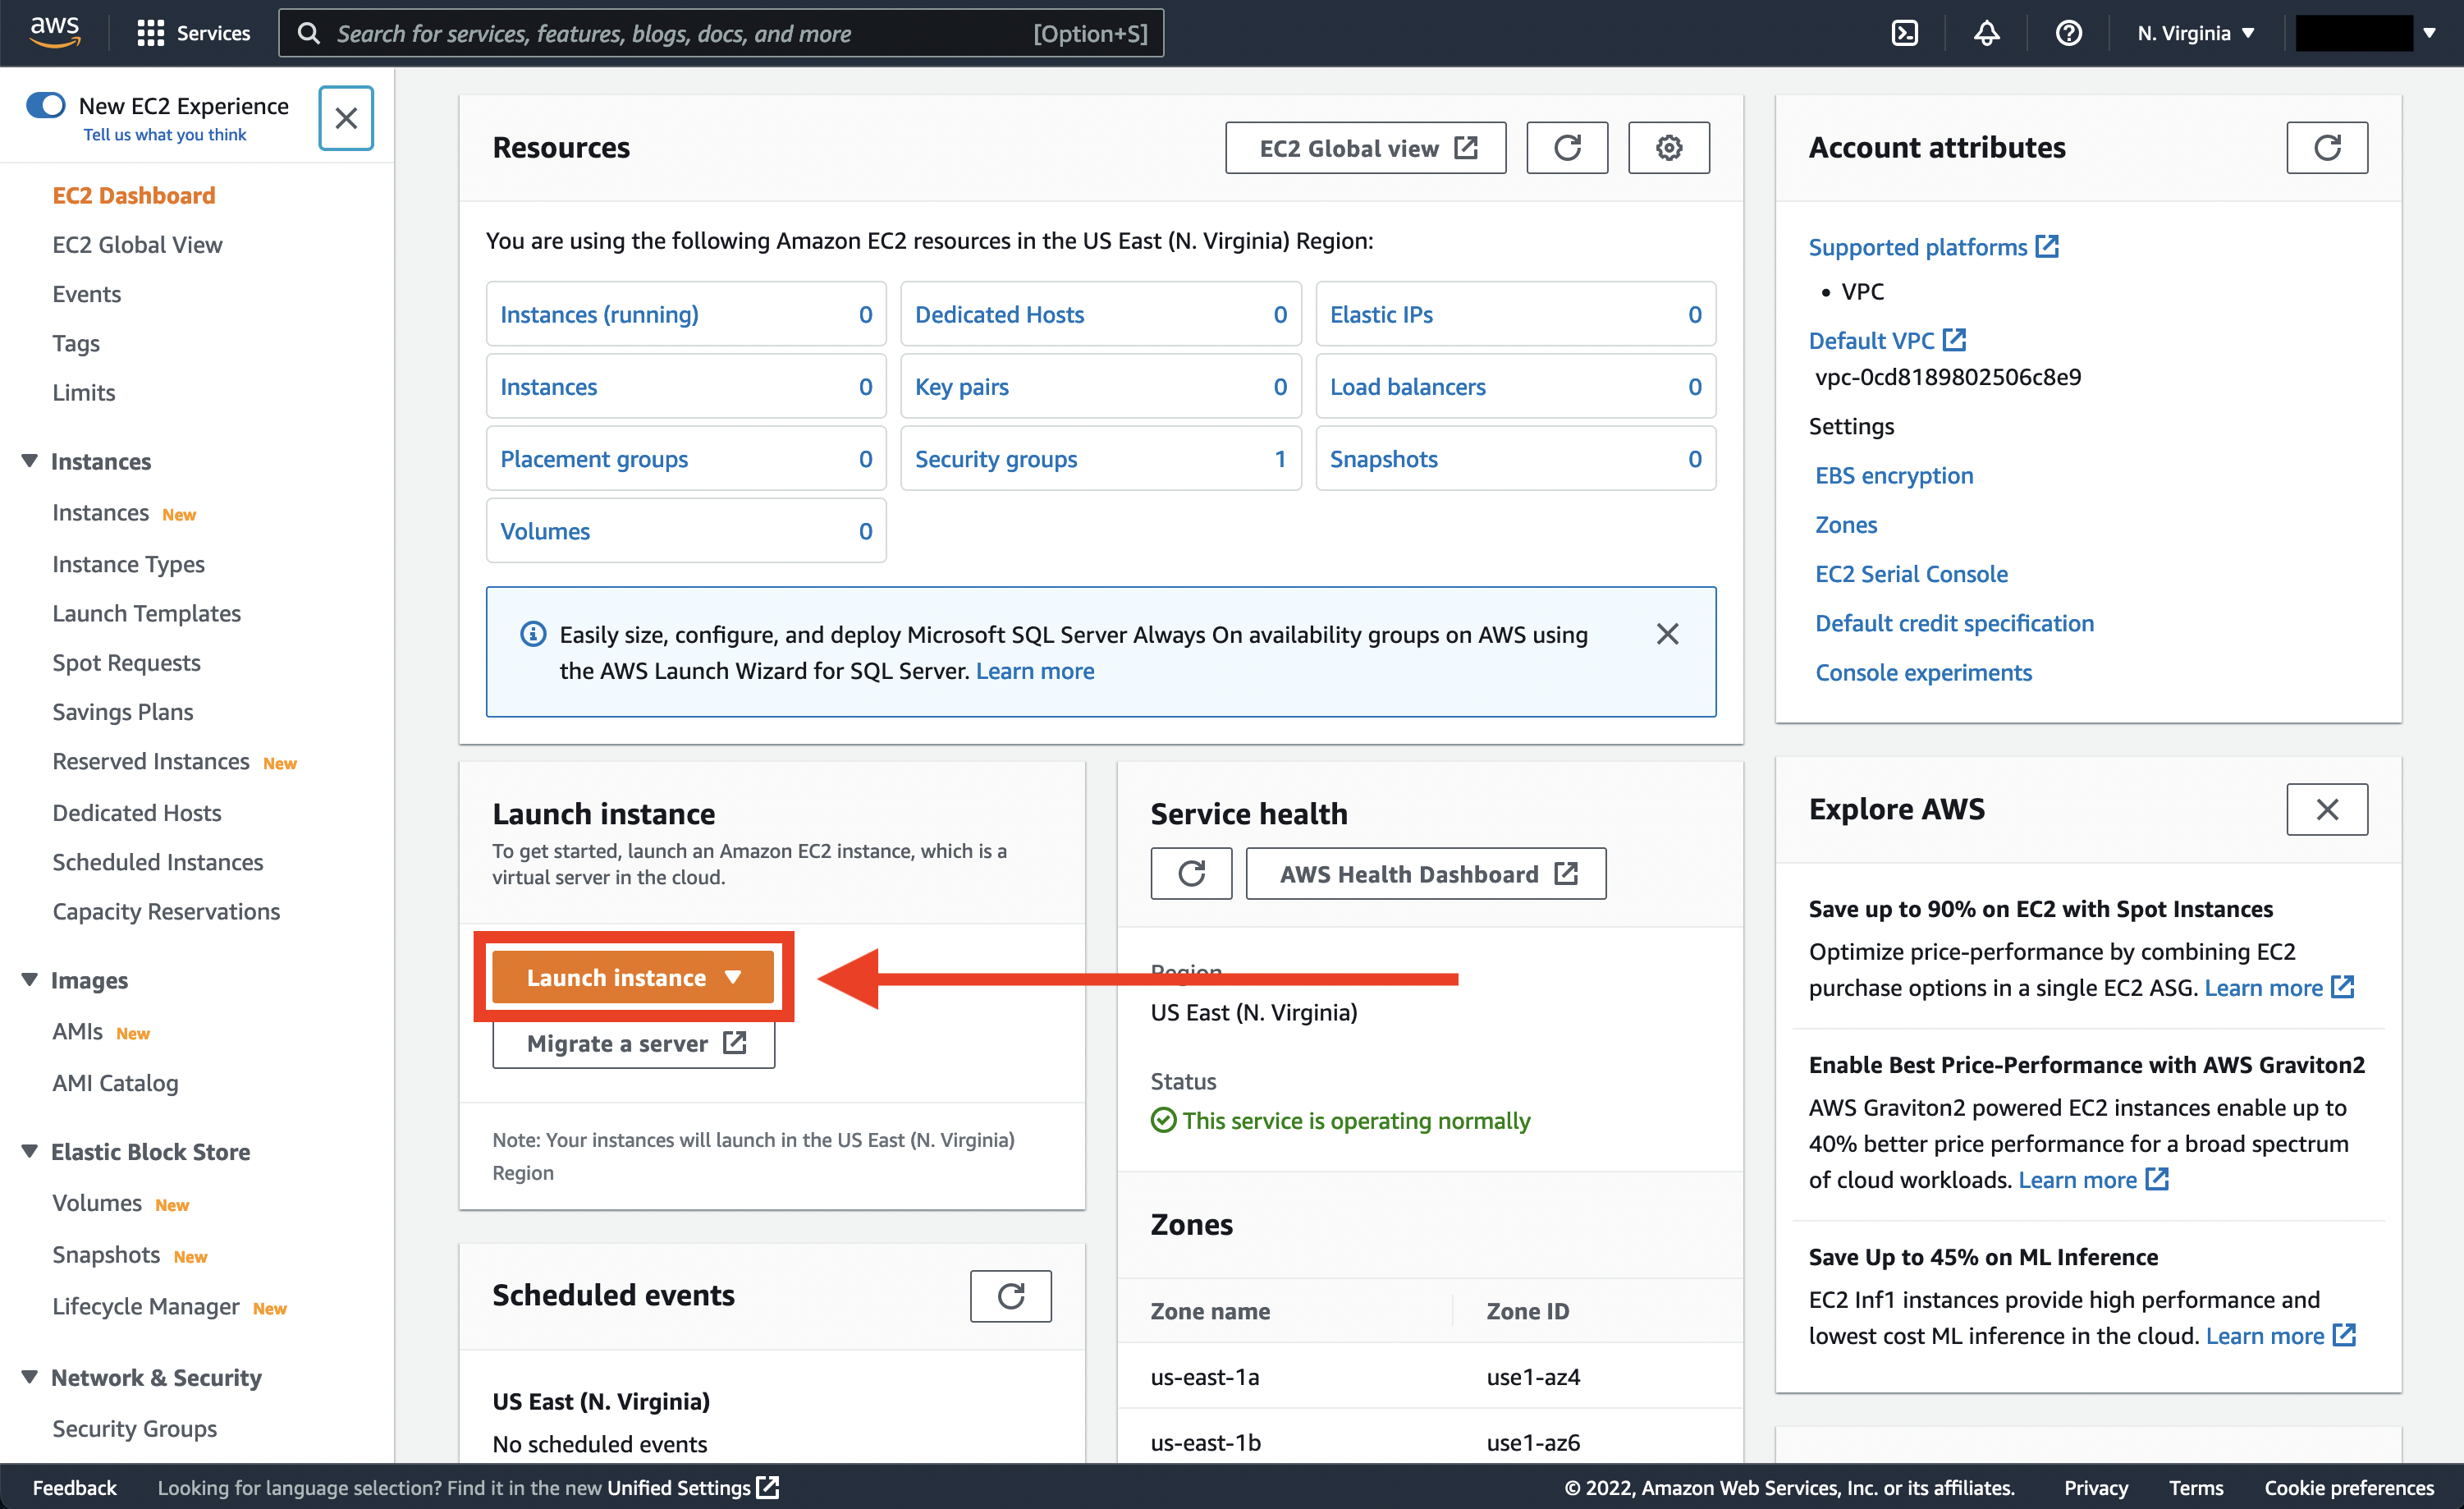 aws
Services
Search for services, features, blogs, docs, and more
[Option+S]
N. Virginia
New EC2 Experience
Tell us what you think
EC2 Dashboard
EC2 Global View
Events
Tags
Limits
Instances
Instances New
Instance Types
Launch Templates
Spot Requests
Savings Plans
Reserved Instances New
Dedicated Hosts
Scheduled Instances
Capacity Reservations
Images
AMIs New
AMI Catalog
Elastic Block Store
Volumes New
Snapshots New
Lifecycle Manager New
Network & Security
Security Groups
Resources
EC2 Global view
You are using the following Amazon EC2 resources in the US East (N. Virginia) Region:
Instances (running) 0
Dedicated Hosts 0
Elastic IPs 0
Instances 0
Key pairs 0
Load balancers 0
Placement groups 0
Security groups 1
Snapshots 0
Volumes 0
Easily size, configure, and deploy Microsoft SQL Server Always On availability groups on AWS using
the AWS Launch Wizard for SQL Server. Learn more
Launch instance
To get started, launch an Amazon EC2 instance, which is a
virtual server in the cloud.
Launch instance
Migrate a server
Note: Your instances will launch in the US East (N. Virginia)
Region
Scheduled events
US East (N. Virginia)
No scheduled events
Service health
AWS Health Dashboard
Region
US East (N. Virginia)
Status
This service is operating normally
Zones
Zone name Zone ID
us-east-1a use1-az4
us-east-1b use1-az6
Account attributes
Supported platforms
• VPC
Default VPC
vpc-0cd8189802506c8e9
Settings
EBS encryption
Zones
EC2 Serial Console
Default credit specification
Console experiments
Explore AWS
Save up to 90% on EC2 with Spot Instances
Optimize price-performance by combining EC2
purchase options in a single EC2 ASG. Learn more
Enable Best Price-Performance with AWS Graviton2
AWS Graviton2 powered EC2 instances enable up to
40% better price performance for a broad spectrum
of cloud workloads. Learn more
Save Up to 45% on ML Inference
EC2 Inf1 instances provide high performance and
lowest cost ML inference in the cloud. Learn more
Feedback
Looking for language selection? Find it in the new Unified Settings
© 2022, Amazon Web Services, Inc. or its affiliates.
Privacy
Terms
Cookie preferences